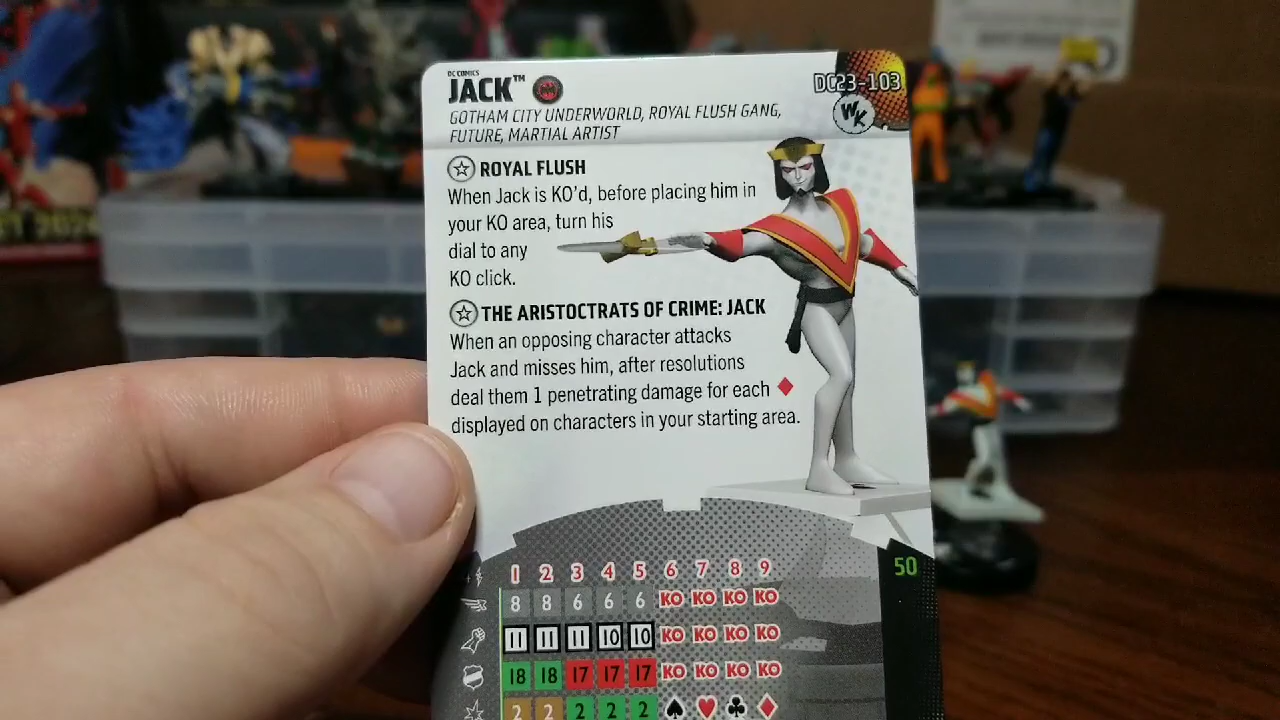 DC COMICS
JACK™
DC23-103
WK
GOTHAM CITY UNDERWORLD, ROYAL FLUSH GANG,
FUTURE, MARTIAL ARTIST
ROYAL FLUSH
When Jack is KO'd, before placing him in
your KO area, turn his
dial to any
KO click.
THE ARISTOCTRATS OF CRIME: JACK
When an opposing character attacks
Jack and misses him, after resolutions
deal them 1 penetrating damage for each ♦
displayed on characters in your starting area.
50
1 2 3 4 5 6 7 8 9
8 8 6 6 6 KO KO KO KO
11 11 11 10 10 KO KO KO KO
18 18 17 17 17 KO KO KO KO
2 2 2 2 2 ♠ ♥ ♣ ♦